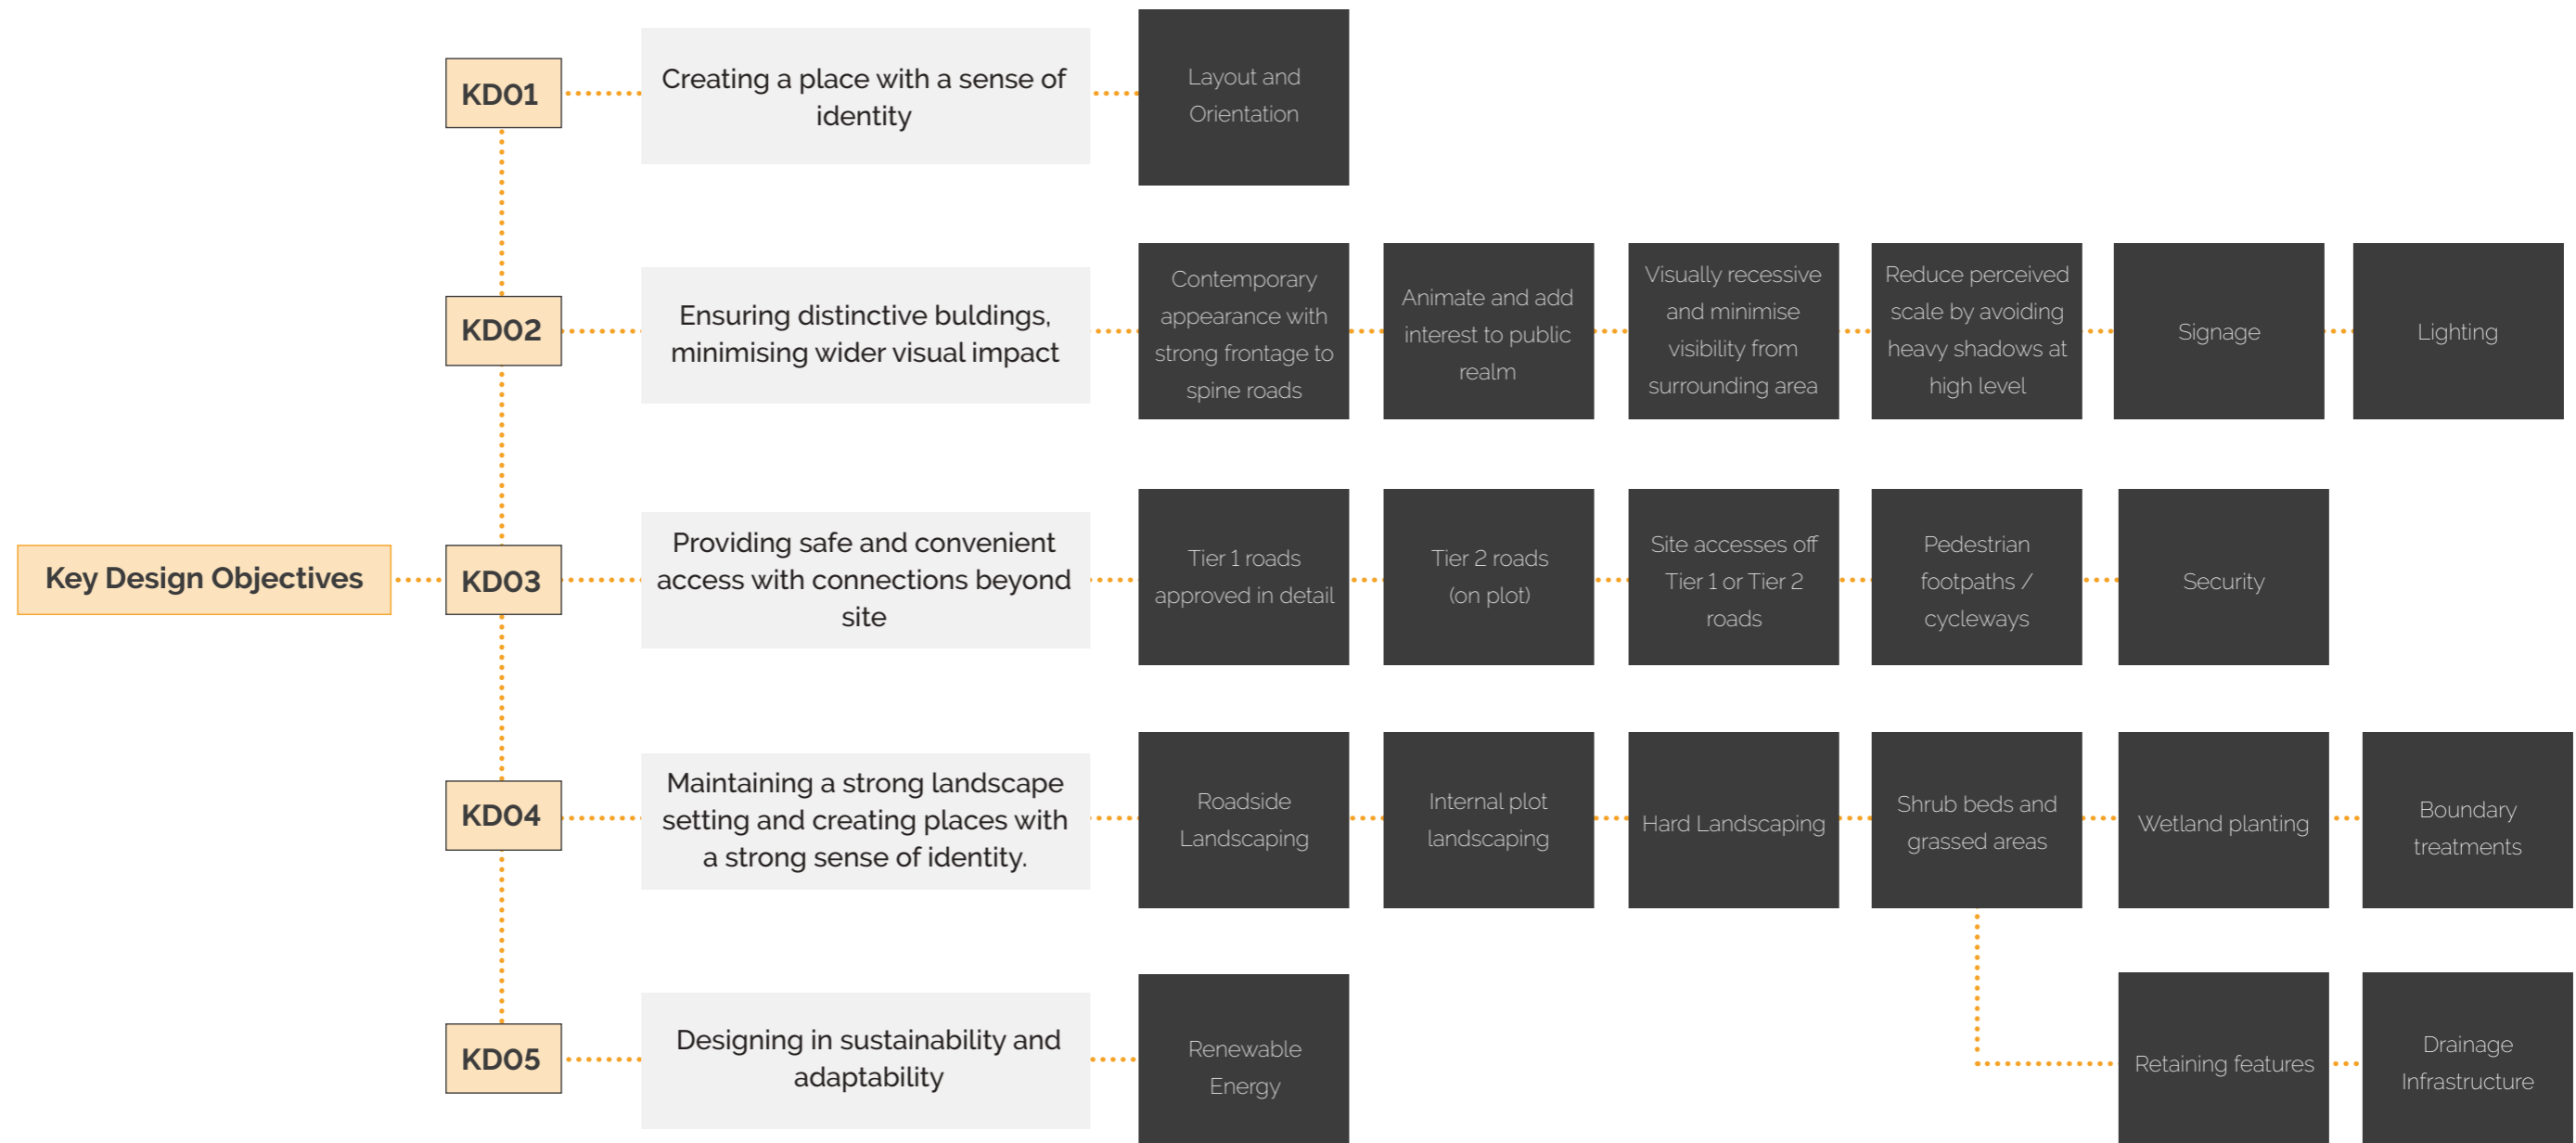 KDO1
Creating a place with a sense of
identity
Layout and
Orientation
KDO2
Ensuring distinctive buldings,
minimising wider visual impact
Contemporary
appearance with
strong frontage to
spine roads
Animate and add
interest to public
realm
Visually recessive
and minimise
visibility from
surrounding area
Reduce perceived
scale by avoiding
heavy shadows at
high level
Signage
Lighting
Key Design Objectives
KDO3
Providing safe and convenient
access with connections beyond
site
Tier 1 roads
approved in detail
Tier 2 roads
(on plot)
Site accesses off
Tier 1 or Tier 2
roads
Pedestrian
footpaths /
cycleways
Security
KDO4
Maintaining a strong landscape
setting and creating places with
a strong sense of identity.
Roadside
Landscaping
Internal plot
landscaping
Hard Landscaping
Shrub beds and
grassed areas
Wetland planting
Boundary
treatments
KDO5
Designing in sustainability and
adaptability
Renewable
Energy
Retaining features
Drainage
Infrastructure